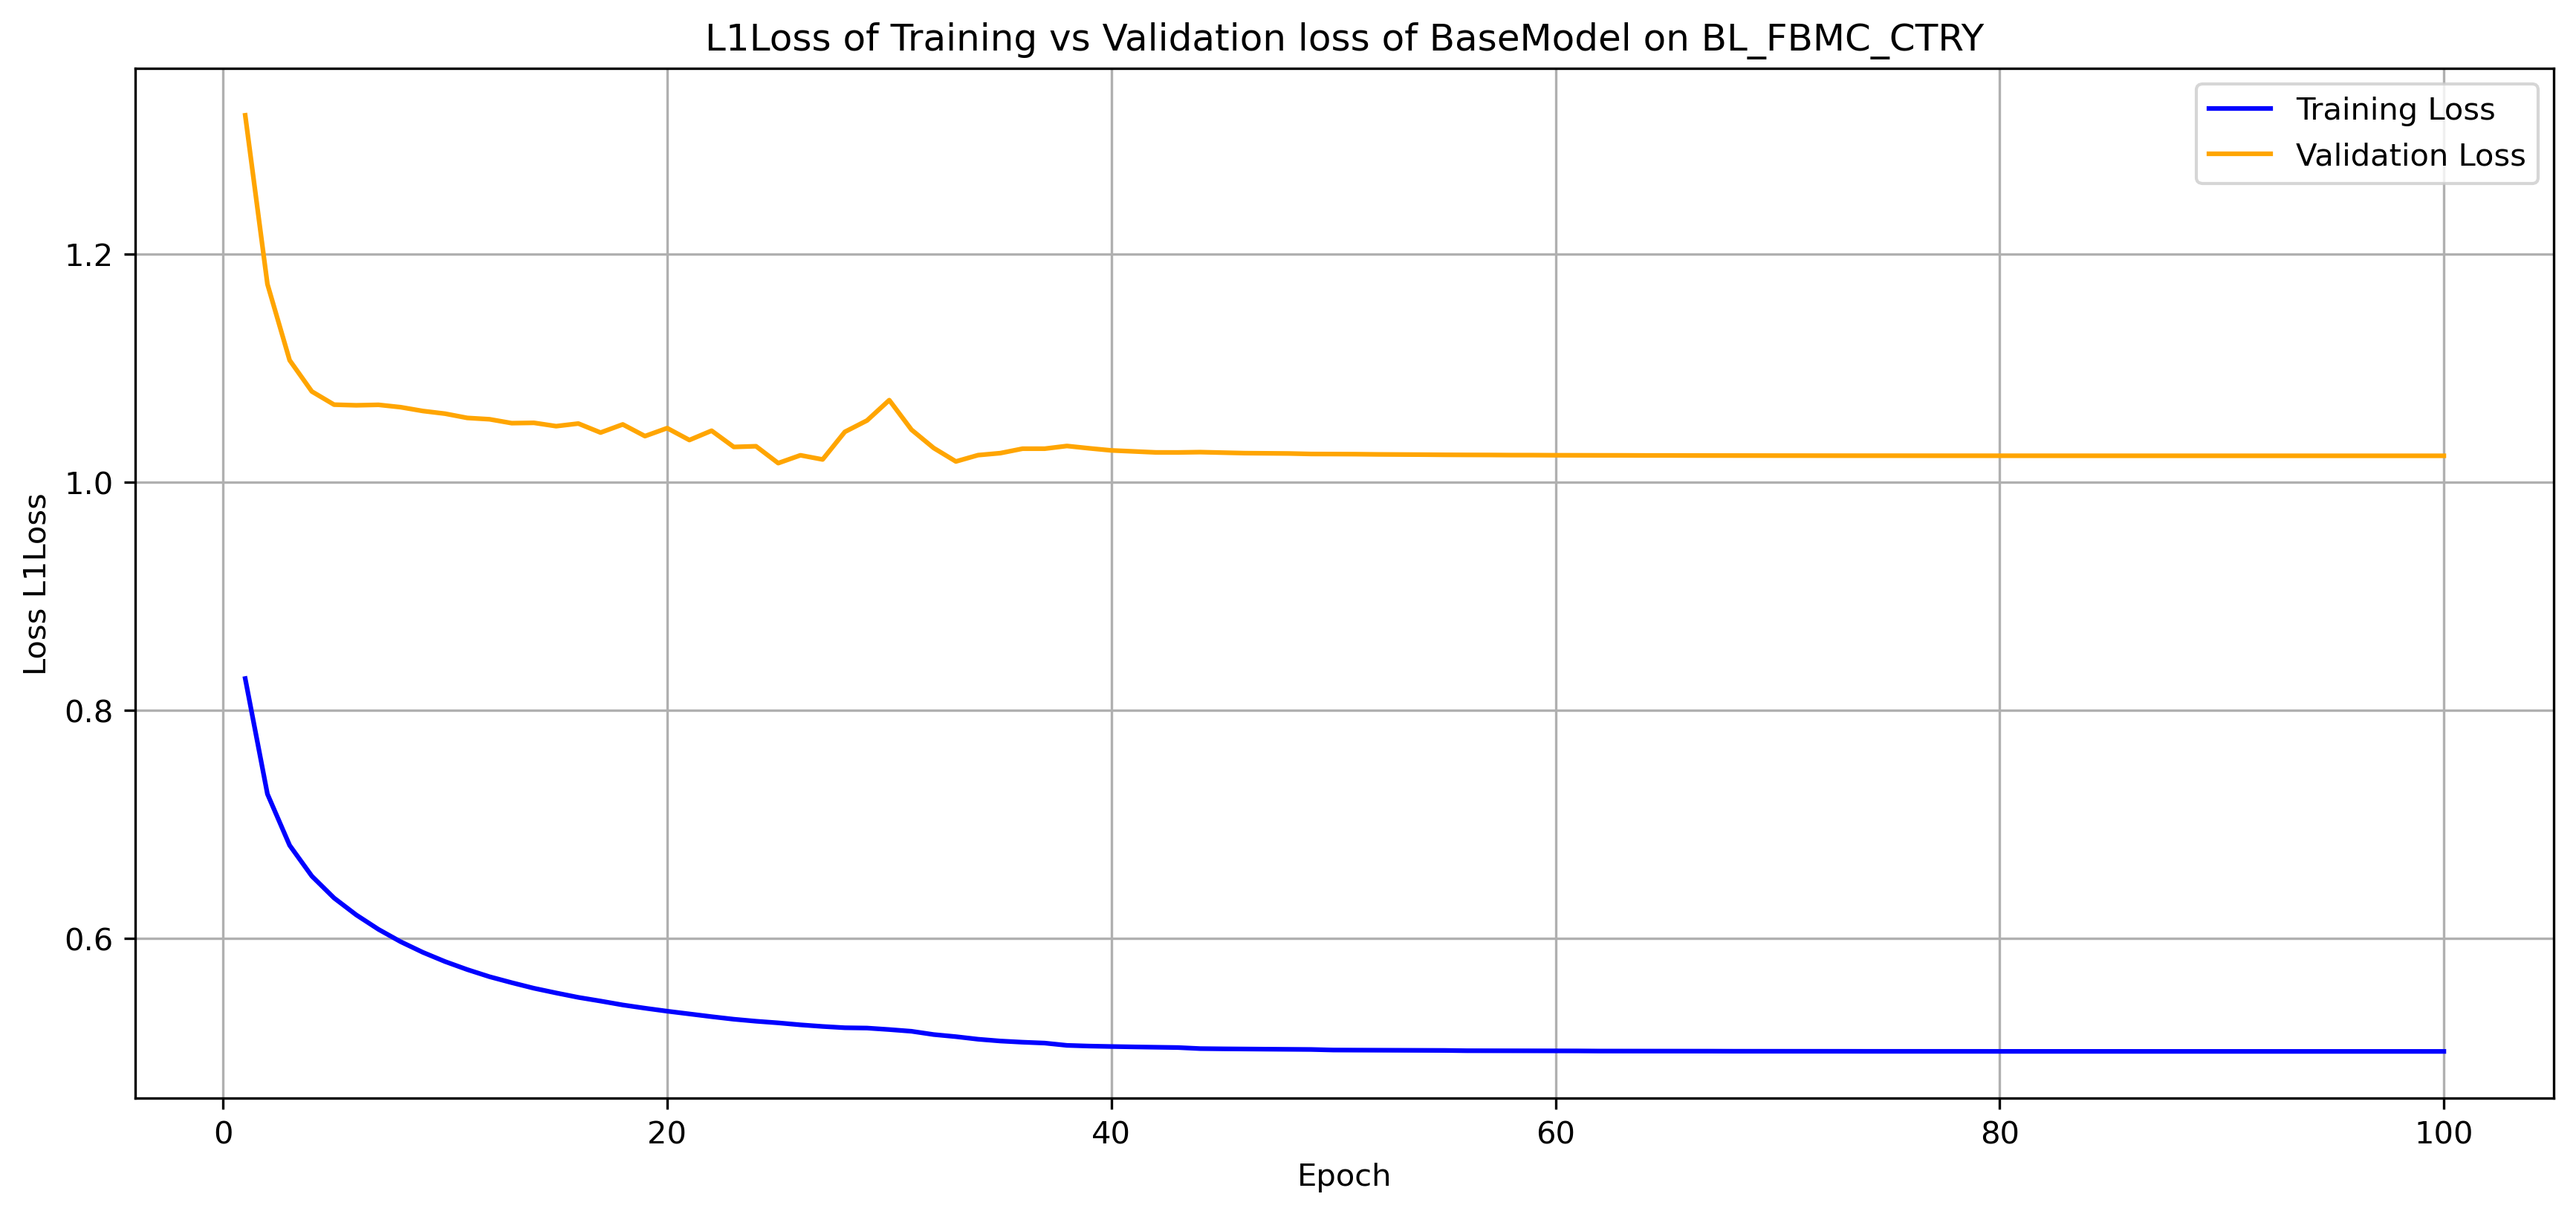 L1Loss of Training vs Validation loss of BaseModel on BL_FBMC_CTRY
Training Loss
Validation Loss
Loss L1Loss
1.2
1.0
0.8
0.6
0 20 40 60 80 100
Epoch